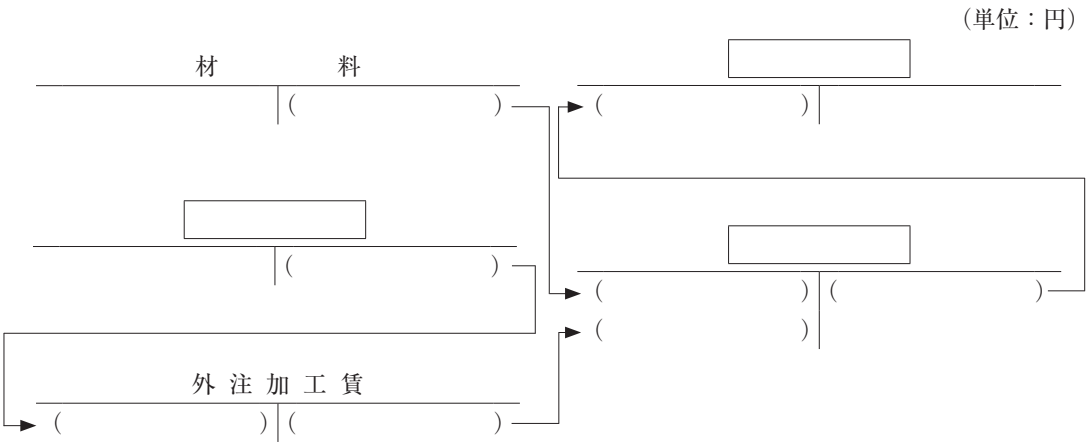 （単位：円）
材　料
（　）
（　）
（　）
（　）（　）
（　）
外注加工賃
（　）（　）